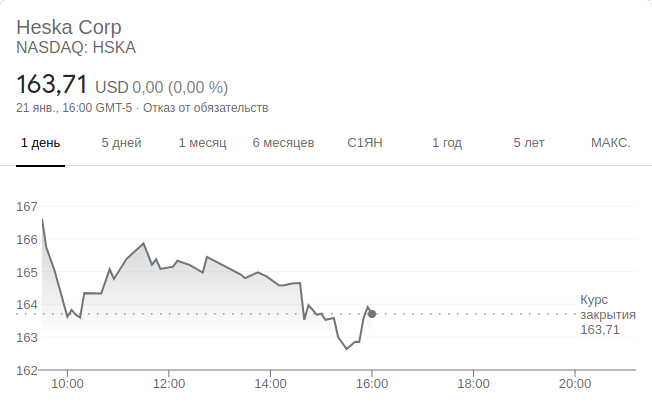 Heska Corp
NASDAQ: HSKA
163,71 USD 0,00 (0,00 %)
21 янв., 16:00 GMT-5 · Отказ от обязательств
1 день 5 дней 1 месяц 6 месяцев С1ЯН 1 год 5 лет МАКС.
167
166
165
164
163
162
Курс
закрытия
163,71
10:00 12:00 14:00 16:00 18:00 20:00